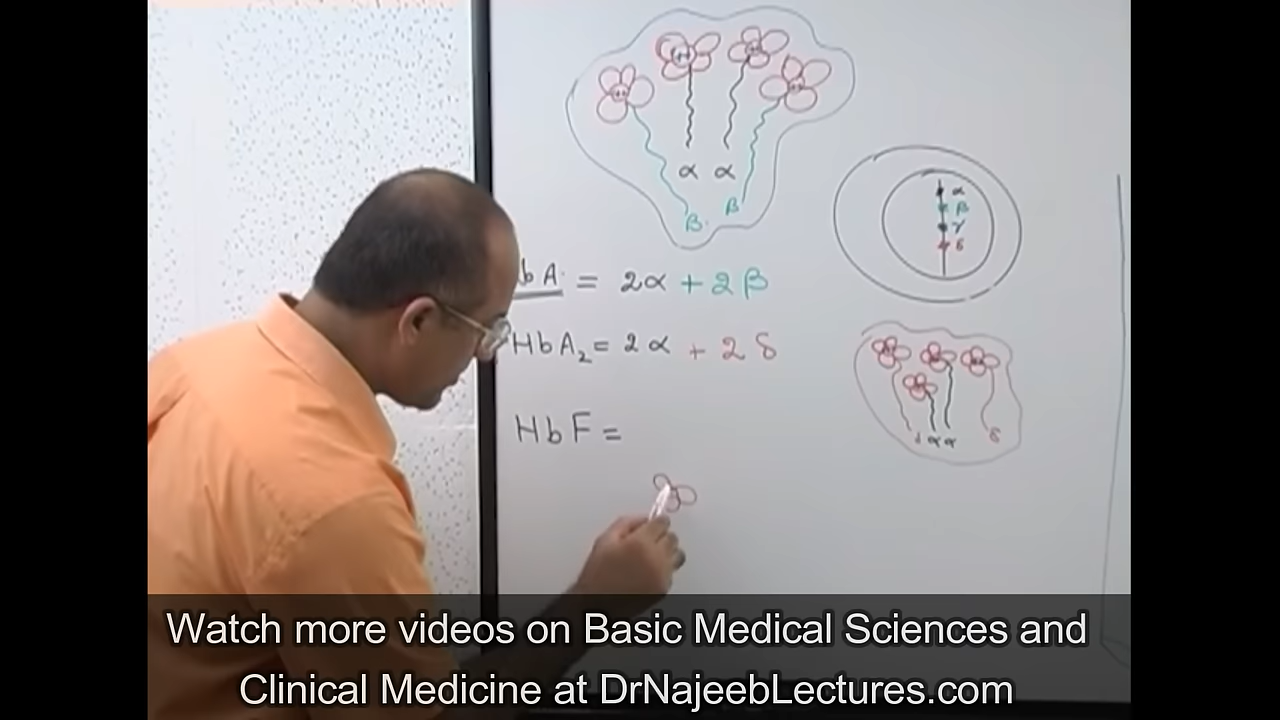 α α
β β
α
β
γ
δ
bA = 2α + 2β
HbA₂ = 2α + 2δ
α α δ
HbF =
Watch more videos on Basic Medical Sciences and
Clinical Medicine at DrNajeebLectures.com